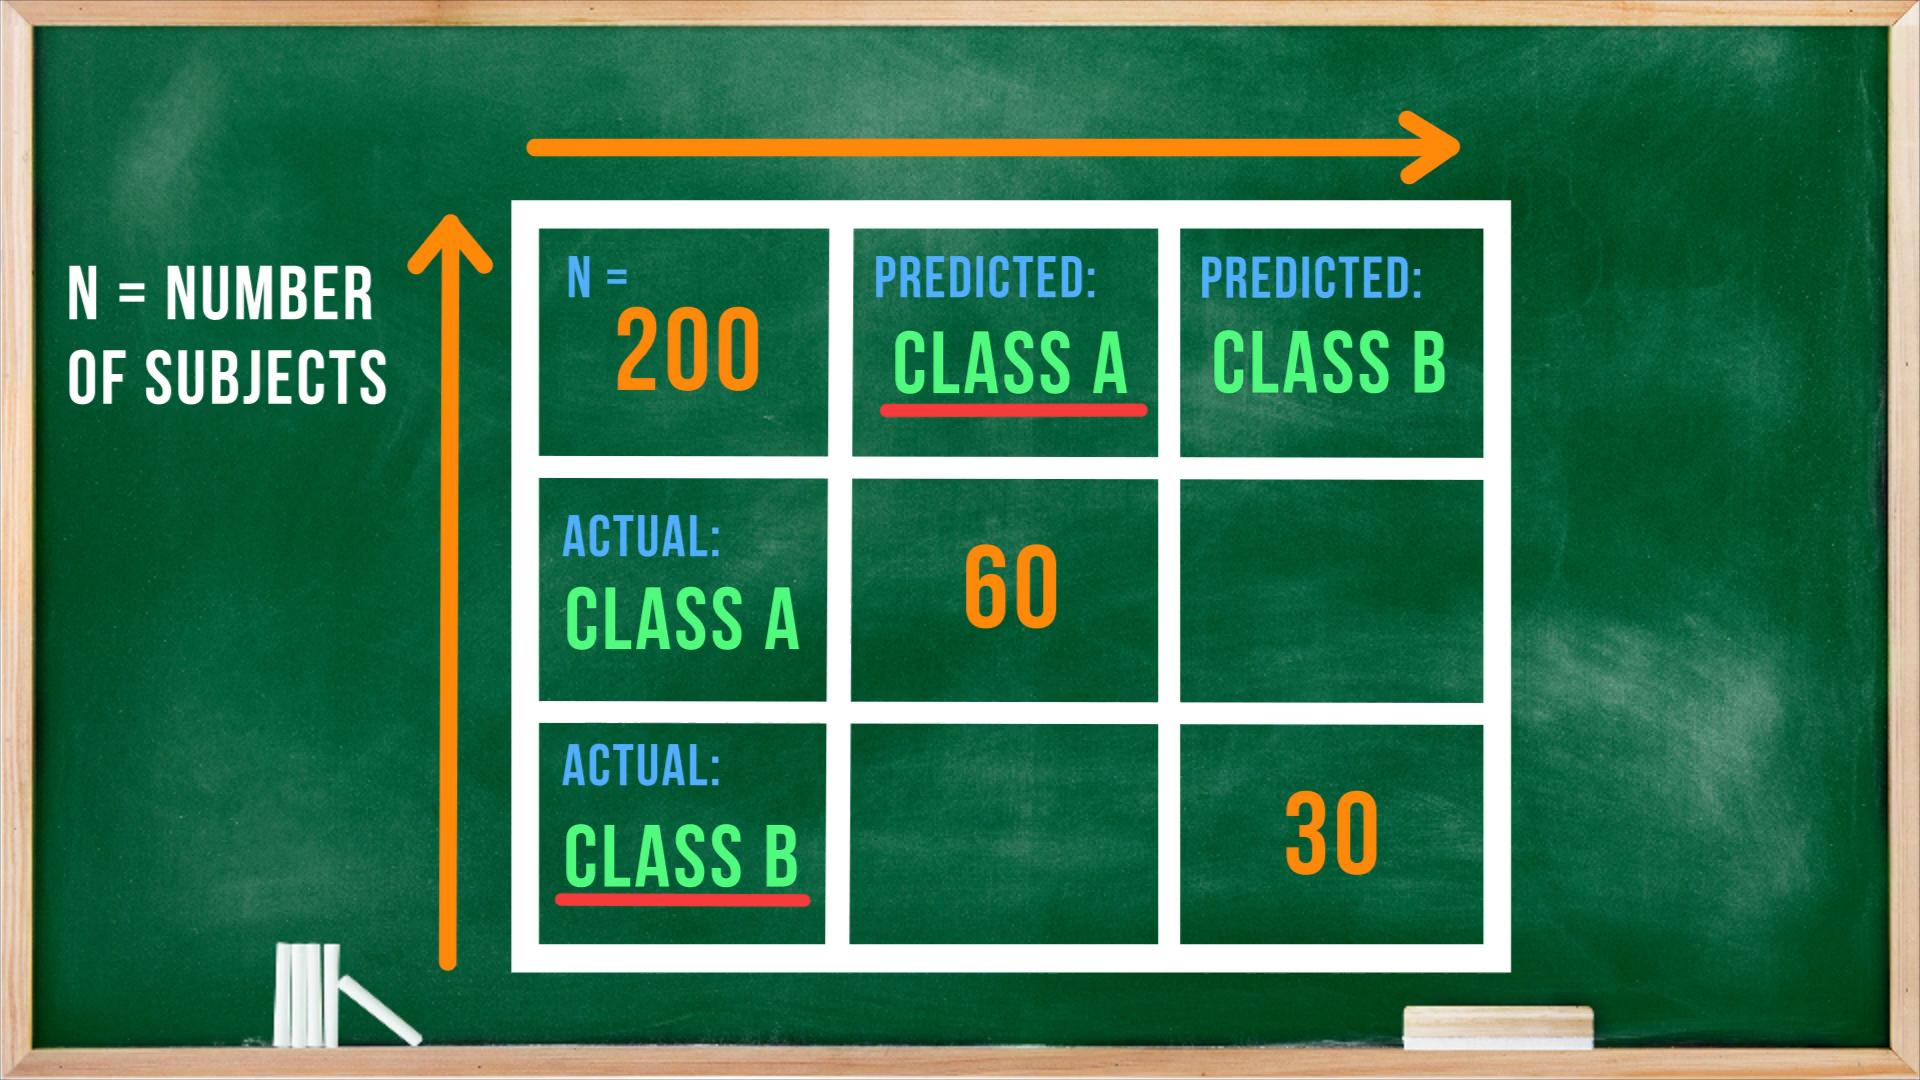 N = NUMBER
OF SUBJECTS
N =
200
PREDICTED:
CLASS A
PREDICTED:
CLASS B
ACTUAL:
CLASS A
60
ACTUAL:
CLASS B
30